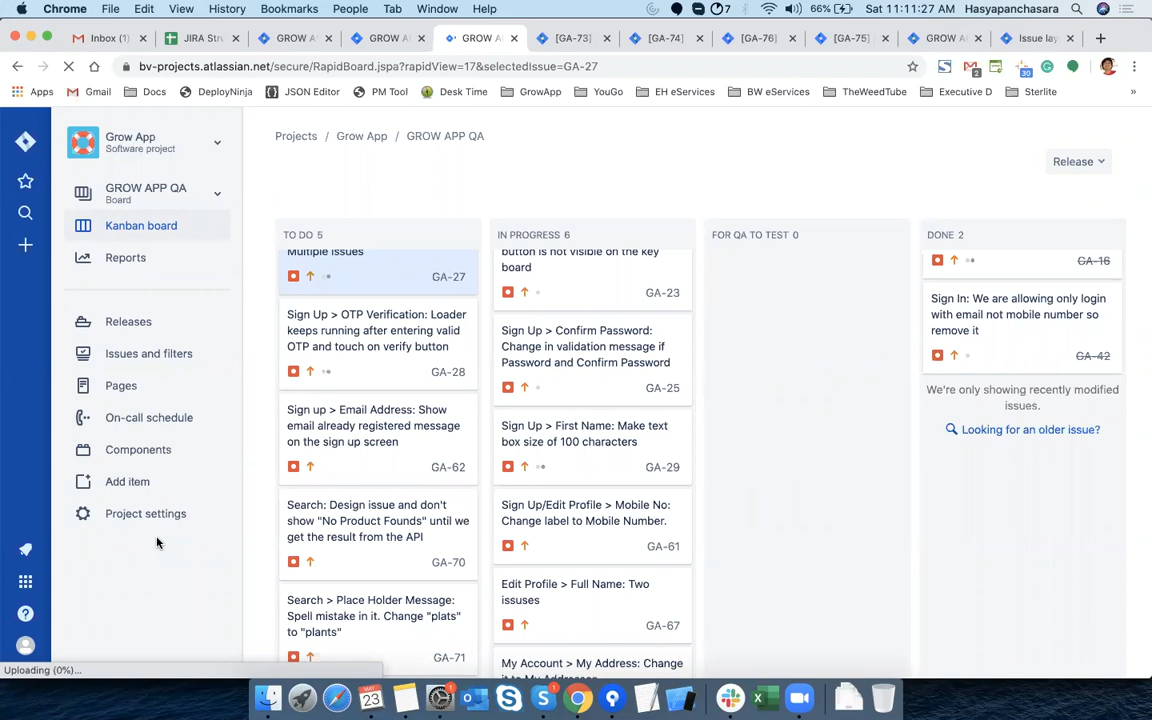 Chrome File Edit View History Bookmarks People Tab Window Help 7 66% Sat 11:11:27 AM Hasyapanchasara
Inbox (1) JIRA Stru GROW A GROW A GROW A [GA-73] [GA-74] [GA-76] [GA-75] GROW A Issue lay
bv-projects.atlassian.net/secure/RapidBoard.jspa?rapidView=17&selectedIssue=GA-27 2 30
Apps Gmail Docs DeployNinja JSON Editor PM Tool Desk Time GrowApp YouGo EH eServices BW eServices TheWeedTube Executive D Sterlite »
Grow App
Software project
GROW APP QA
Board
Kanban board
Reports
Releases
Issues and filters
Pages
On-call schedule
Components
Add item
Project settings
Projects / Grow App / GROW APP QA
Release
TO DO 5
Multiple issues
GA-27
Sign Up > OTP Verification: Loader
keeps running after entering valid
OTP and touch on verify button
GA-28
Sign up > Email Address: Show
email already registered message
on the sign up screen
GA-62
Search: Design issue and don't
show "No Product Founds" until we
get the result from the API
GA-70
Search > Place Holder Message:
Spell mistake in it. Change "plats"
to "plants"
GA-71
IN PROGRESS 6
button is not visible on the key
board
GA-23
Sign Up > Confirm Password:
Change in validation message if
Password and Confirm Password
GA-25
Sign Up > First Name: Make text
box size of 100 characters
GA-29
Sign Up/Edit Profile > Mobile No:
Change label to Mobile Number.
GA-61
Edit Profile > Full Name: Two
issuses
GA-67
My Account > My Address: Change
it to My Addresses
FOR QA TO TEST 0
DONE 2
GA-16
Sign In: We are allowing only login
with email not mobile number so
remove it
GA-42
We're only showing recently modified
issues.
Looking for an older issue?
Uploading (0%)...
MAY
23
1
1